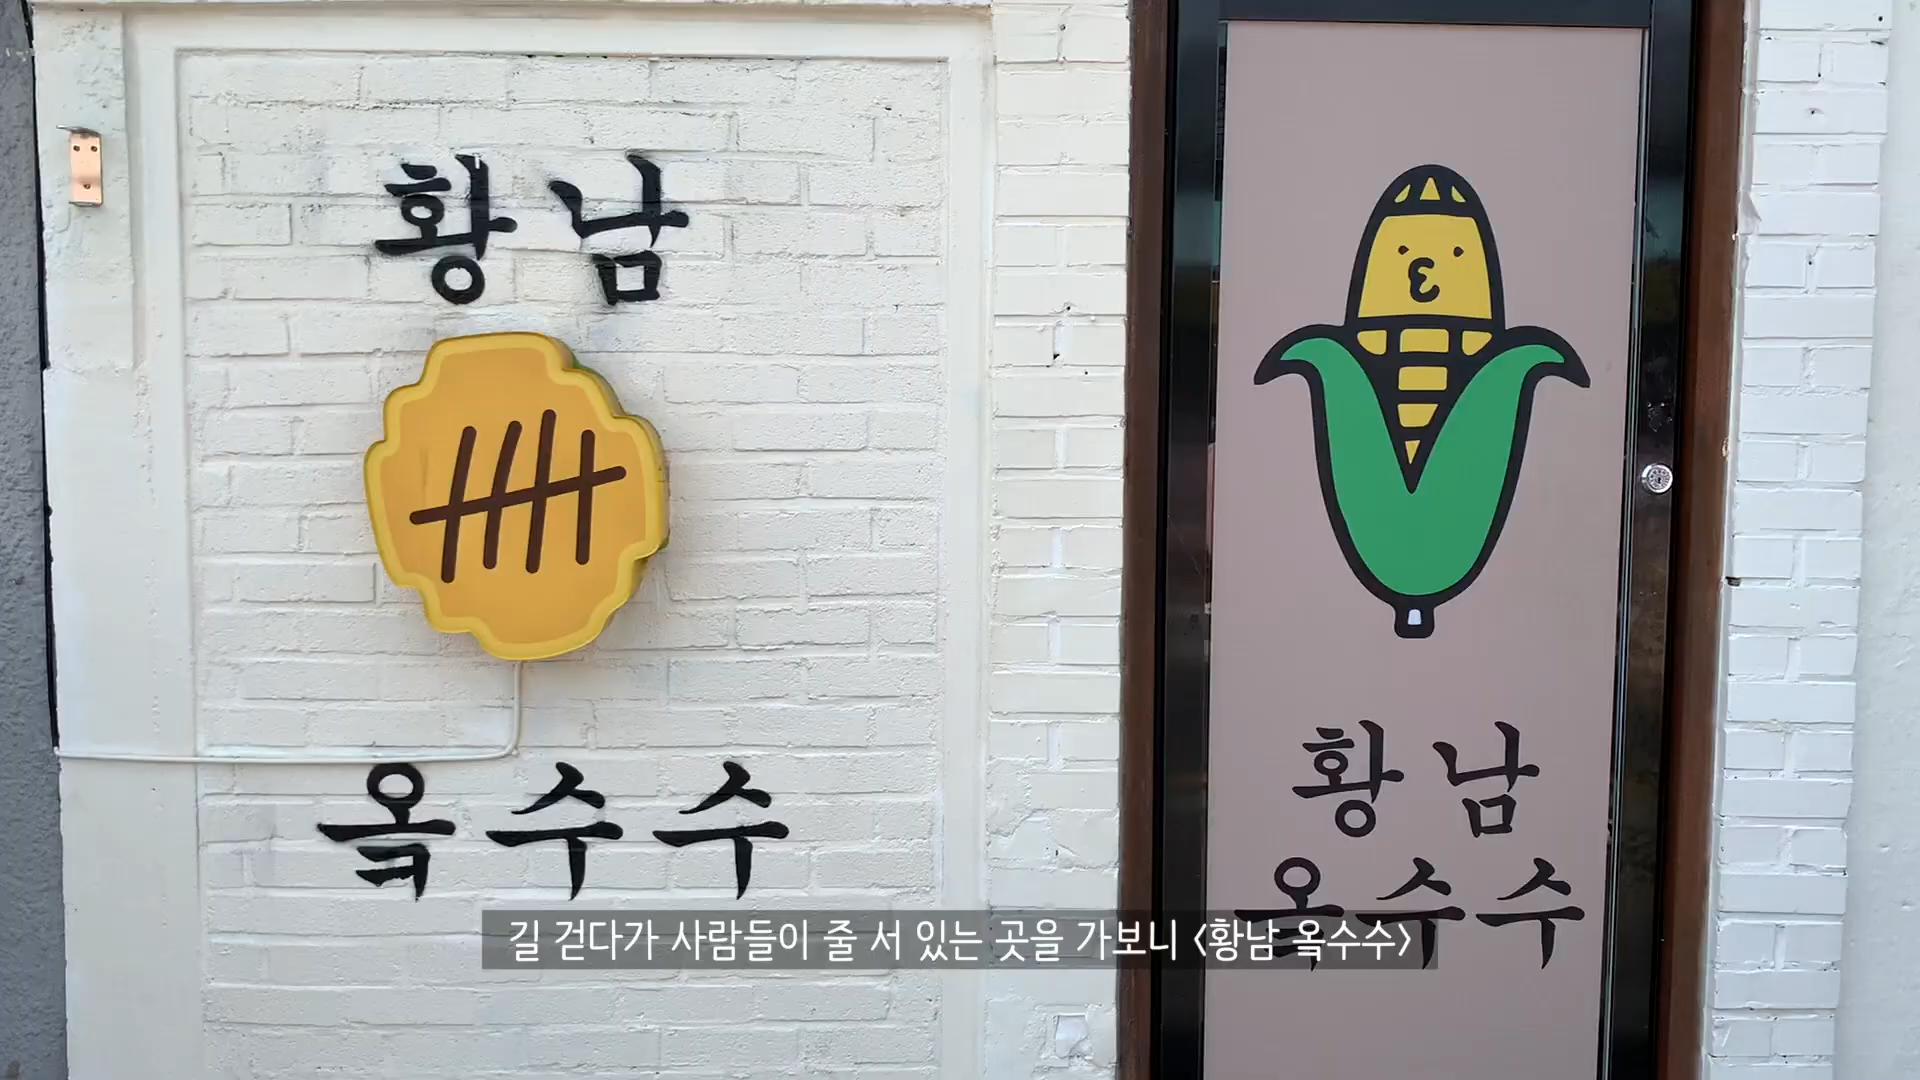 황남
옥수수
황남
옥수수
길 걷다가 사람들이 줄 서 있는 곳을 가보니 <황남 옥수수>